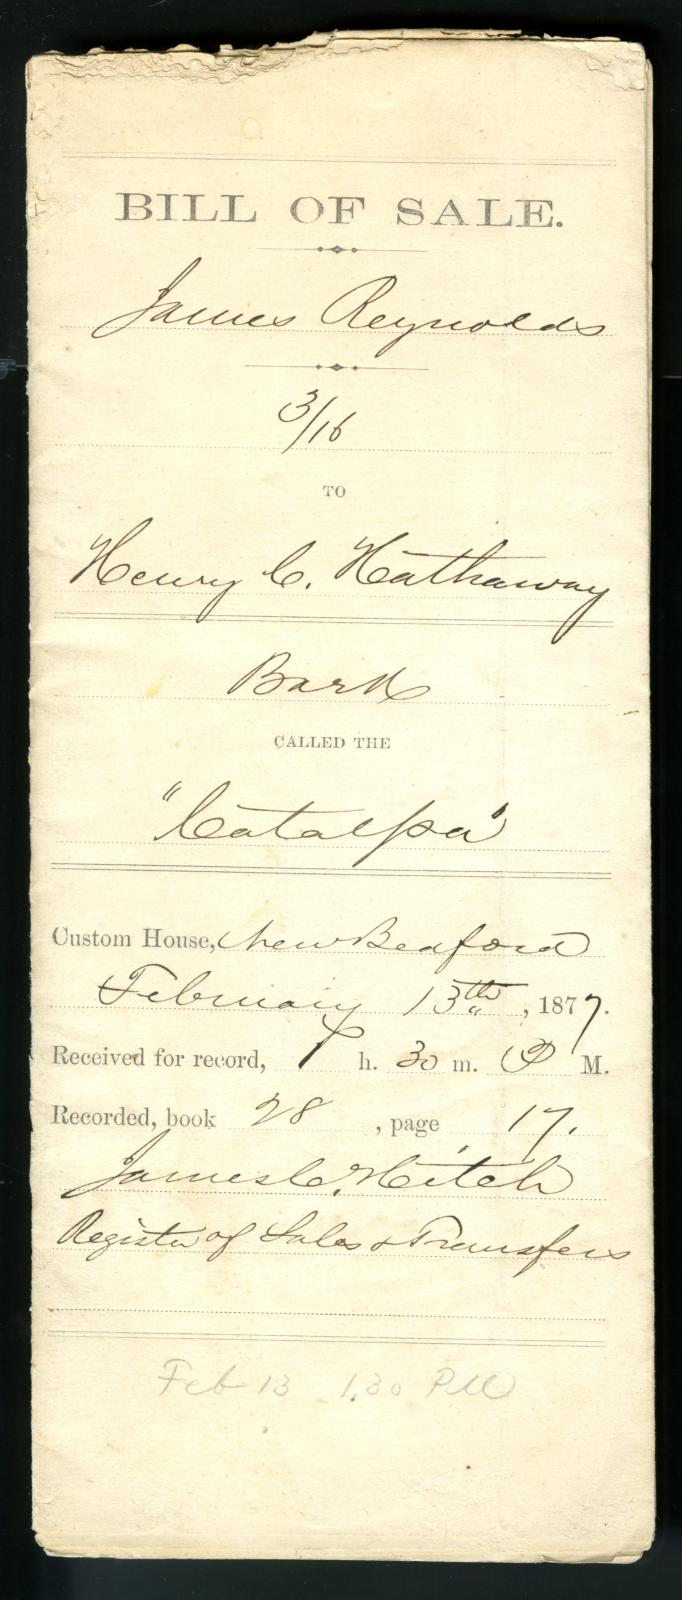 BILL OF SALE.
James Reynolds
3/16
TO
Henry C. Hathaway
Bark
CALLED THE
"Catalpa"
Custom House, New Bedford
February 13th, 1877.
Received for record, 1 h. 30 m. P M.
Recorded, book 28, page 17.
James C. Hitch
Register of Sales & Transfers
Feb 13 1.30 PM